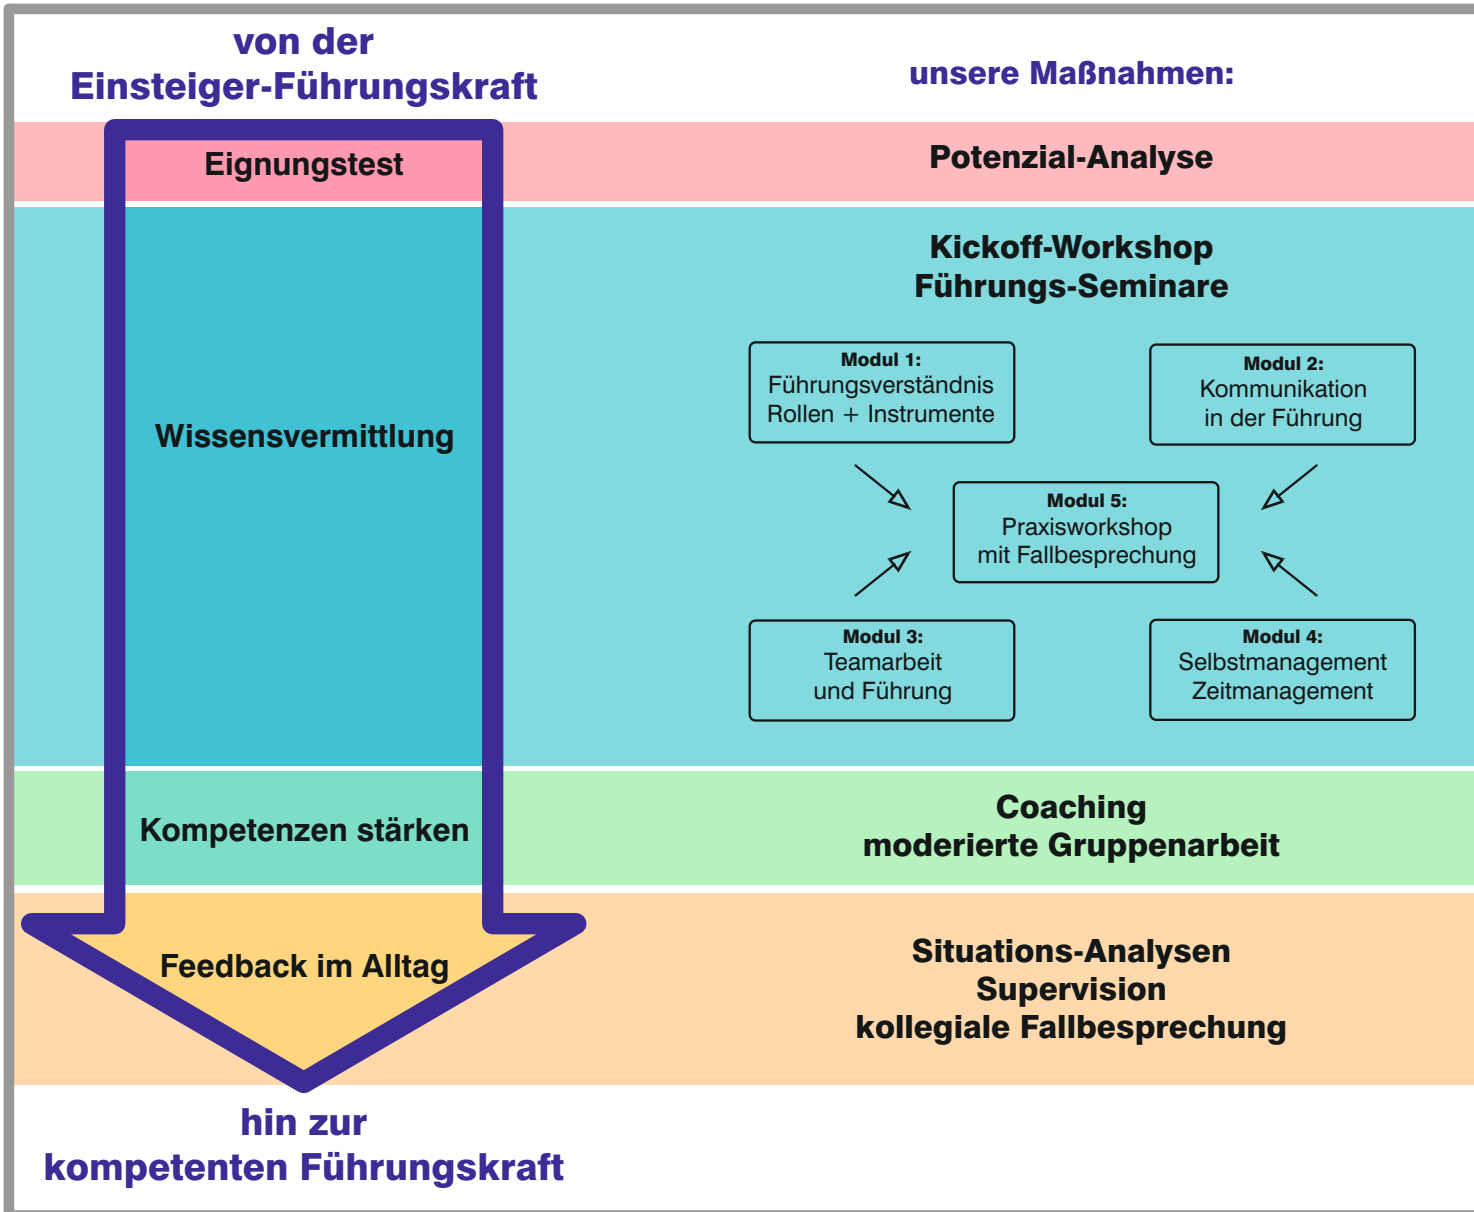 von der
Einsteiger-Führungskraft
unsere Maßnahmen:
Eignungstest
Potenzial-Analyse
Wissensvermittlung
Kickoff-Workshop
Führungs-Seminare
Modul 1:
Führungsverständnis
Rollen + Instrumente
Modul 2:
Kommunikation
in der Führung
Modul 5:
Praxisworkshop
mit Fallbesprechung
Modul 3:
Teamarbeit
und Führung
Modul 4:
Selbstmanagement
Zeitmanagement
Kompetenzen stärken
Coaching
moderierte Gruppenarbeit
Feedback im Alltag
Situations-Analysen
Supervision
kollegiale Fallbesprechung
hin zur
kompetenten Führungskraft